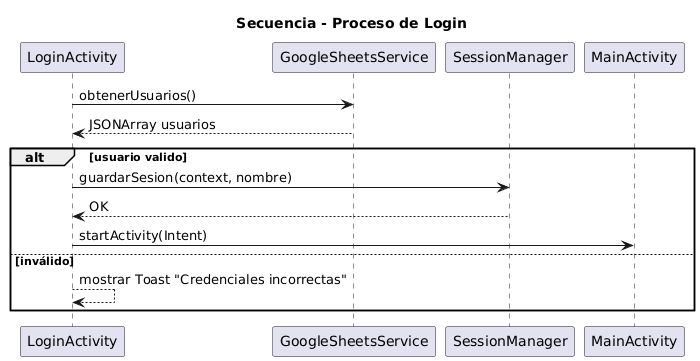 Secuencia - Proceso de Login
LoginActivity GoogleSheetsService SessionManager MainActivity
obtenerUsuarios()
JSONArray usuarios
alt [usuario valido]
guardarSesion(context, nombre)
OK
startActivity(Intent)
[inválido]
mostrar Toast "Credenciales incorrectas"
LoginActivity GoogleSheetsService SessionManager MainActivity